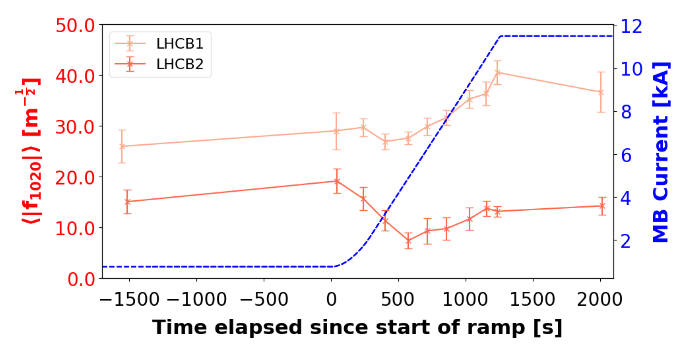 50.0
40.0
30.0
20.0
10.0
0.0
⟨|f₁₀₂₀|⟩ [m^{-1/2}]
LHCB1
LHCB2
12
10
8
6
4
2
MB Current [kA]
−1500 −1000 −500 0 500 1000 1500 2000
Time elapsed since start of ramp [s]